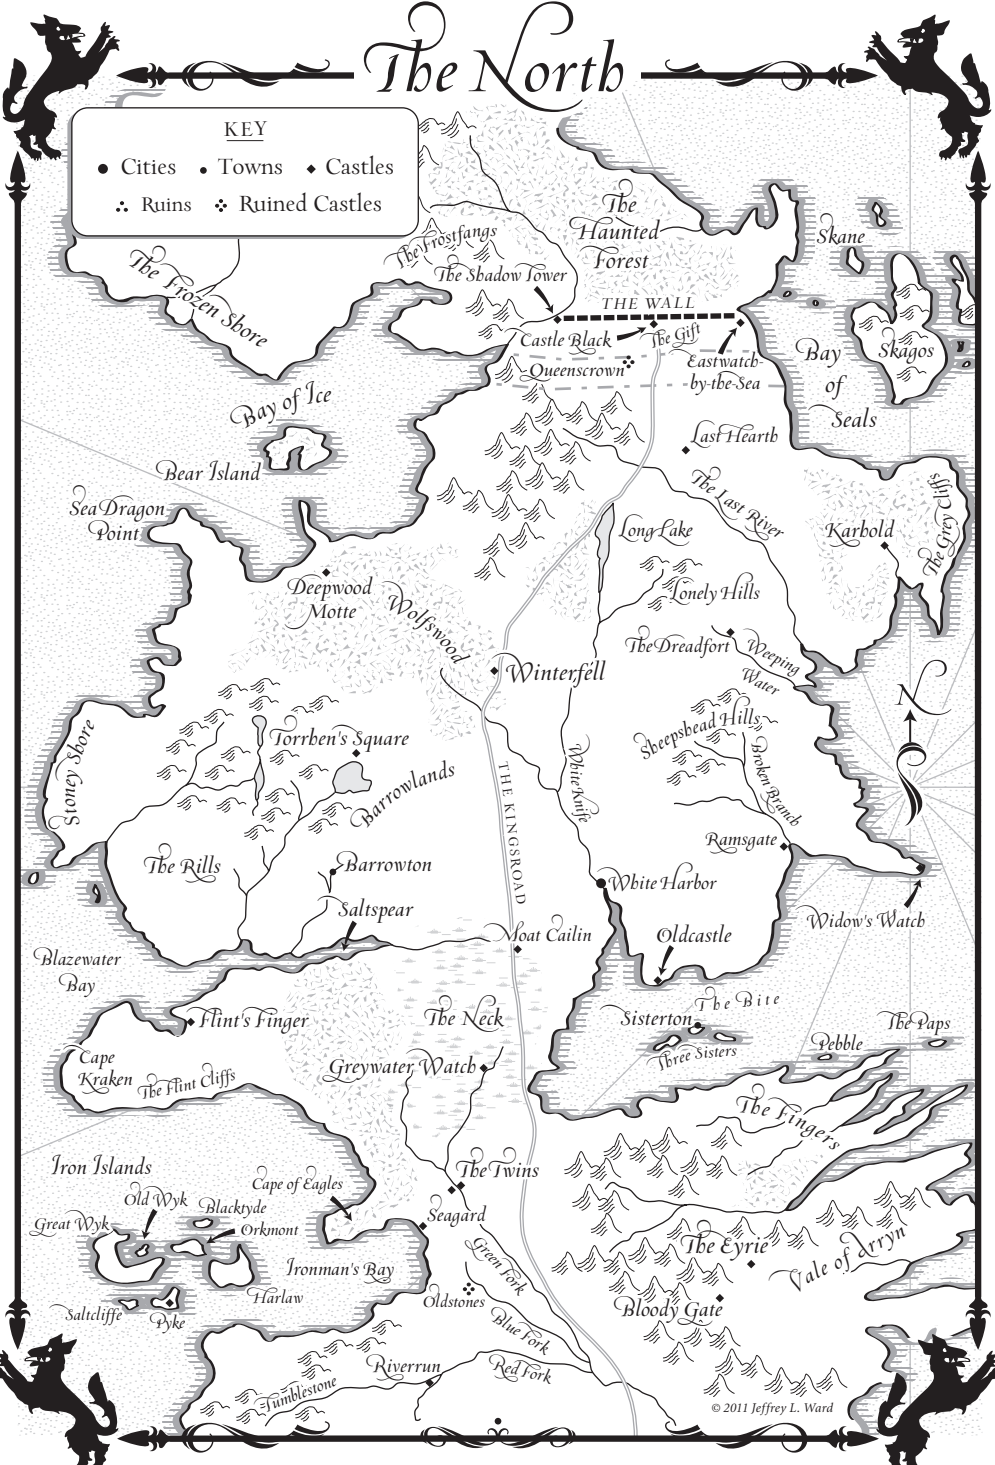 The North
KEY
Cities Towns Castles
Ruins Ruined Castles
The
Haunted
Forest
The Frostfangs
The Shadow Tower
The Frozen Shore
THE WALL
Skane
Castle Black
The Gift
Queenscrown
Eastwatch-
by-the-Sea
Bay
of
Seals
Skagos
Bay of Ice
Bear Island
Last Hearth
Sea Dragon
Point
The Last River
Long Lake
Karhold
The Grey Cliffs
Deepwood
Motte
Wolfswood
Lonely Hills
The Dreadfort
Weeping
Water
Winterfell
N
Stoney Shore
Torrhen's Square
Sheepshead Hills
Barrowlands
THE KINGSROAD
White Knife
Broken Branch
Ramsgate
The Rills
Barrowton
White Harbor
Saltspear
Widow's Watch
Moat Cailin
Oldcastle
Blazewater
Bay
The Bite
Flint's Finger
The Neck
Sisterton
The Paps
Pebble
Three Sisters
Cape
Kraken
The Flint Cliffs
Greywater Watch
The Fingers
Iron Islands
The Twins
Cape of Eagles
Old Wyk
Blacktyde
Great Wyk
Orkmont
Seagard
The Eyrie
Vale of Arryn
Green Fork
Ironman's Bay
Harlaw
Oldstones
Bloody Gate
Saltcliffe
Pyke
Blue Fork
Riverrun
Red Fork
Tumblestone
© 2011 Jeffrey L. Ward